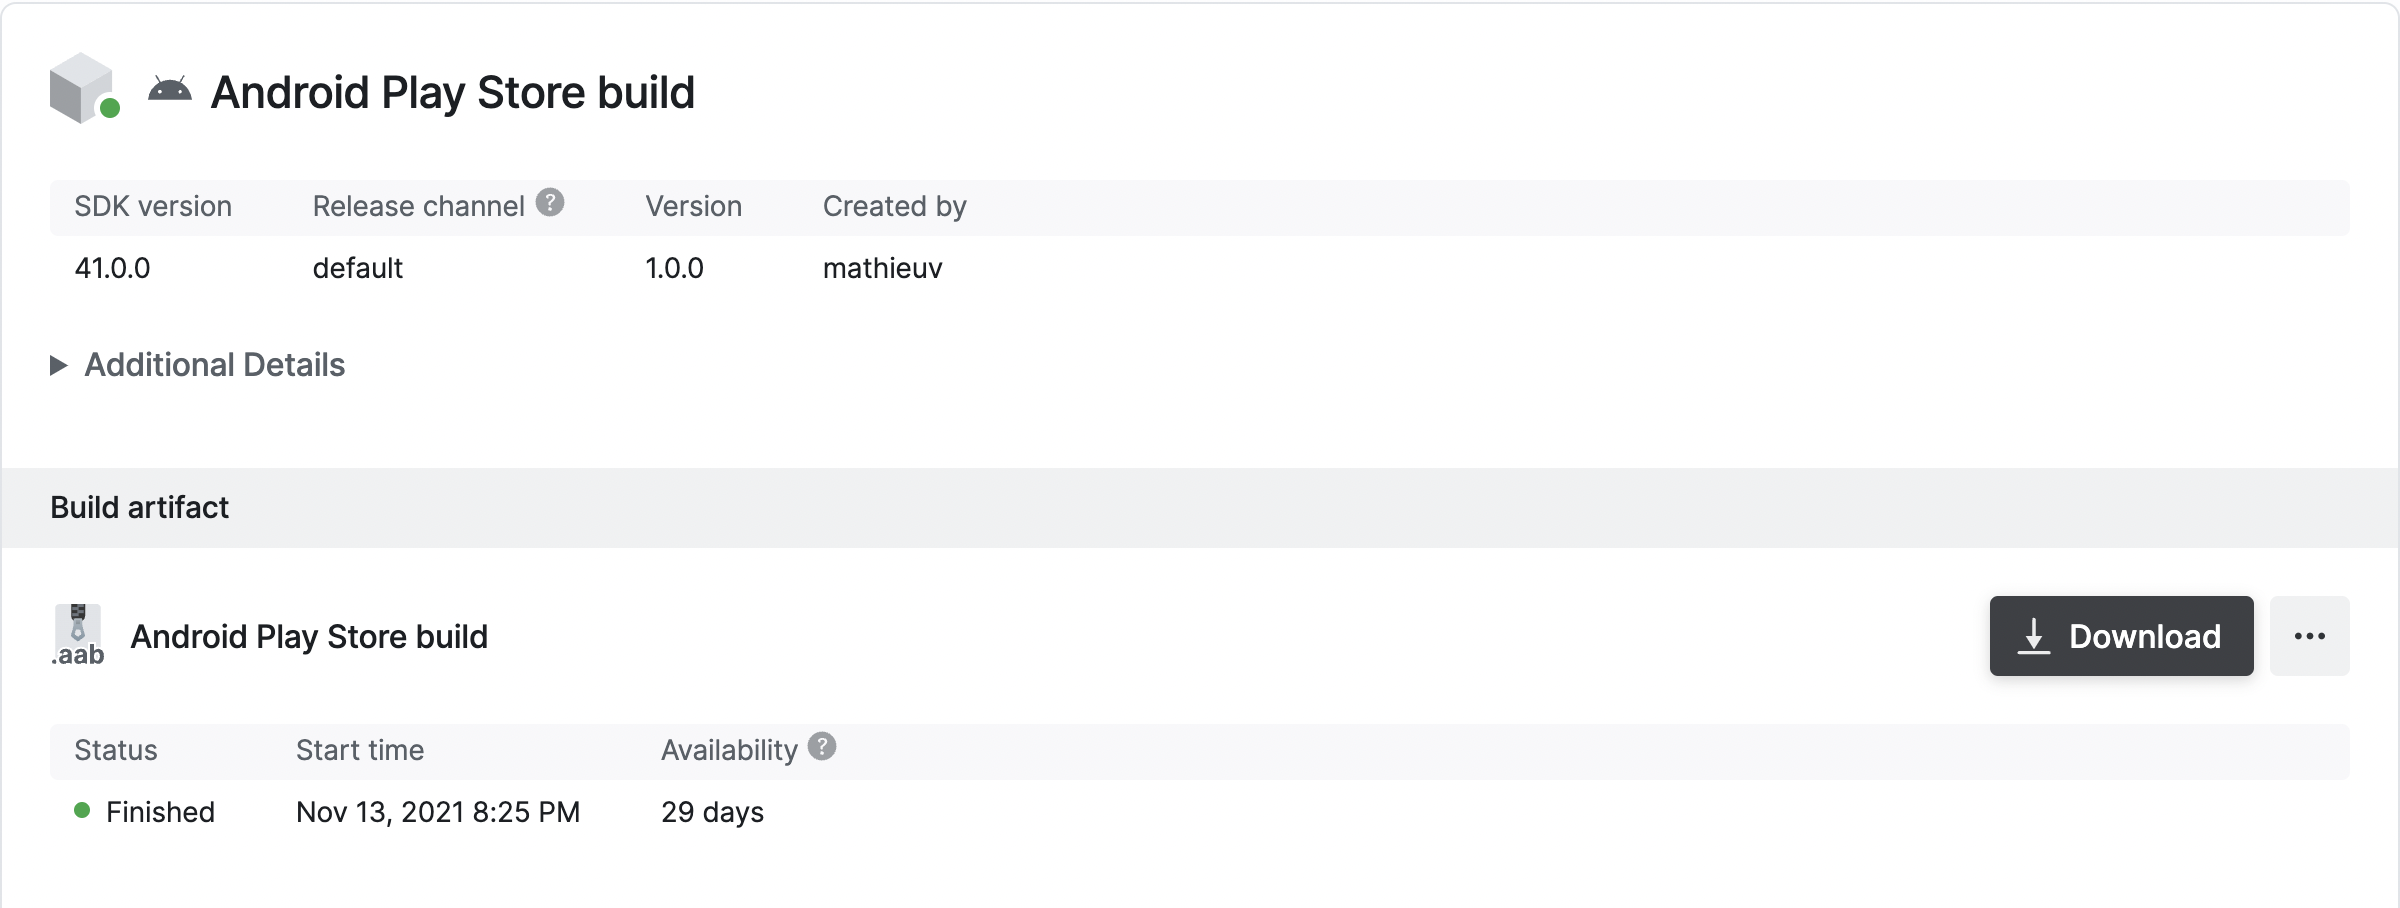 Android Play Store build
SDK version Release channel ? Version Created by
41.0.0 default 1.0.0 mathieuv
Additional Details
Build artifact
.aab Android Play Store build Download
Status Start time Availability ?
Finished Nov 13, 2021 8:25 PM 29 days